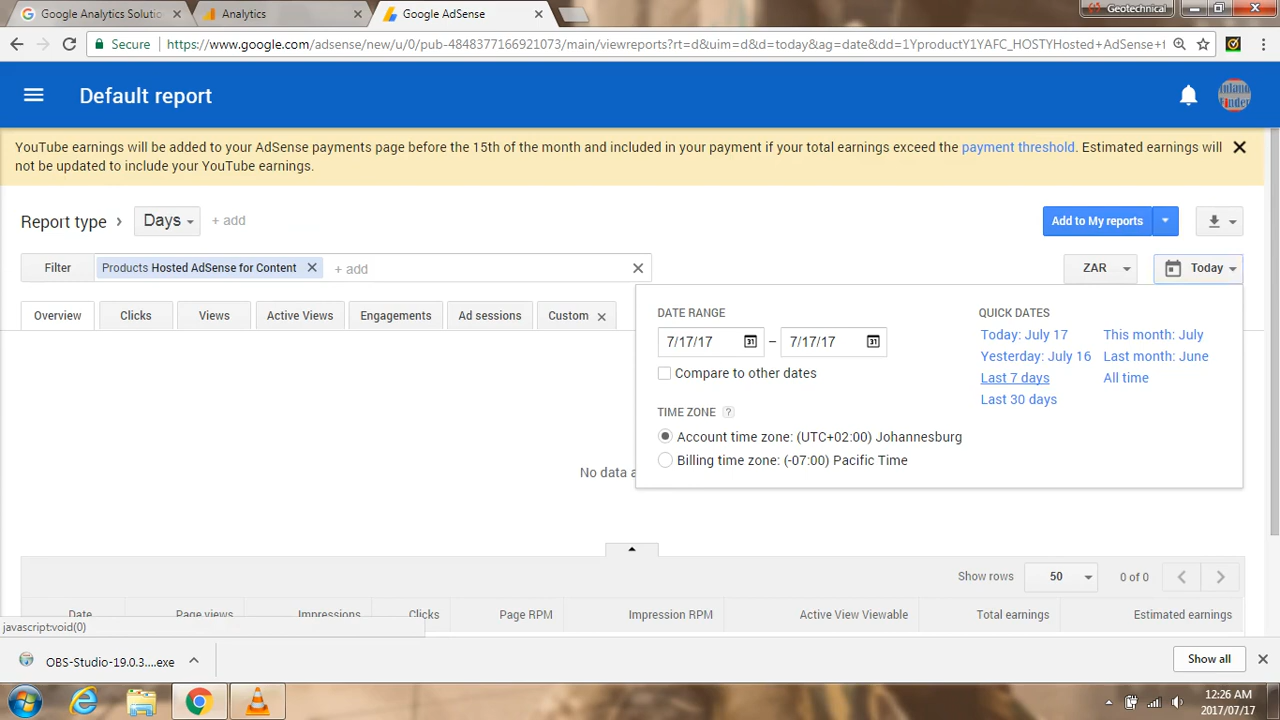 Google Analytics Solutio
Analytics
Google AdSense
Geotechnical
Secure
https://www.google.com/adsense/new/u/0/pub-4848377166281073/main/viewreports?rt=d&uim=d&d=today&ag=date&dd=1YproductY1YAFC_HOSTYHosted+AdSense+f
Default report
Inland
Finder
YouTube earnings will be added to your AdSense payments page before the 15th of the month and included in your payment if your total earnings exceed the payment threshold. Estimated earnings will
not be updated to include your YouTube earnings.
Report type
Days
+ add
Add to My reports
Filter
Products Hosted AdSense for Content
+ add
ZAR
Today
Overview
Clicks
Views
Active Views
Engagements
Ad sessions
Custom
DATE RANGE
7/17/17
31
–
7/17/17
31
Compare to other dates
TIME ZONE ?
Account time zone: (UTC+02:00) Johannesburg
Billing time zone: (-07:00) Pacific Time
QUICK DATES
Today: July 17
This month: July
Yesterday: July 16
Last month: June
Last 7 days
All time
Last 30 days
No data a
Show rows
50
0 of 0
Date
Page views
Impressions
Clicks
Page RPM
Impression RPM
Active View Viewable
Total earnings
Estimated earnings
javascript:void(0)
OBS-Studio-19.0.3....exe
Show all
12:26 AM
2017/07/17